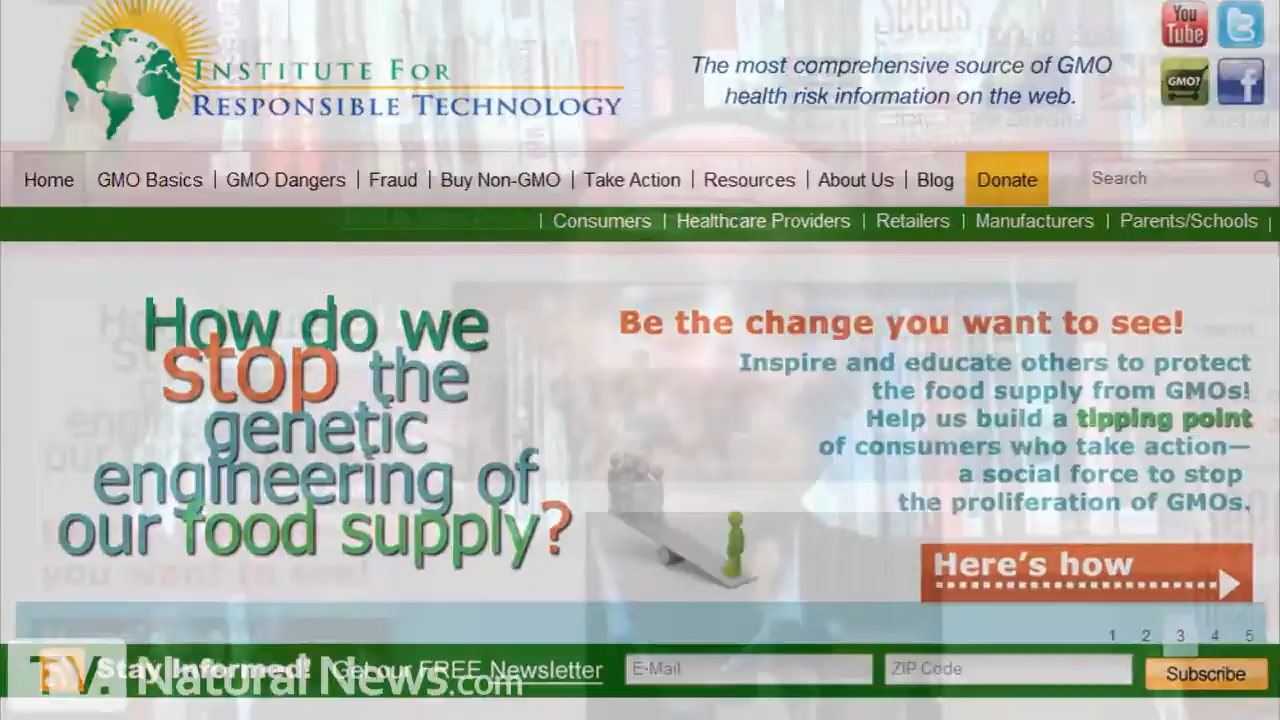 Seeds
You
Tube
INSTITUTE FOR
RESPONSIBLE TECHNOLOGY
The most comprehensive source of GMO
health risk information on the web.
GMO?
Home GMO Basics | GMO Dangers | Fraud | Buy Non-GMO | Take Action | Resources | About Us | Blog Donate Search
| Consumers | Healthcare Providers | Retailers | Manufacturers | Parents/Schools |
How do we
stop the
genetic
engineering of
our food supply?
Be the change you want to see!
Inspire and educate others to protect
the food supply from GMOs!
Help us build a tipping point
of consumers who take action—
a social force to stop
the proliferation of GMOs.
you want to see!
Here's how
1 2 3 4 5
Stay Informed! Get our FREE Newsletter E-Mail ZIP Code Subscribe
TV. NaturalNews.com